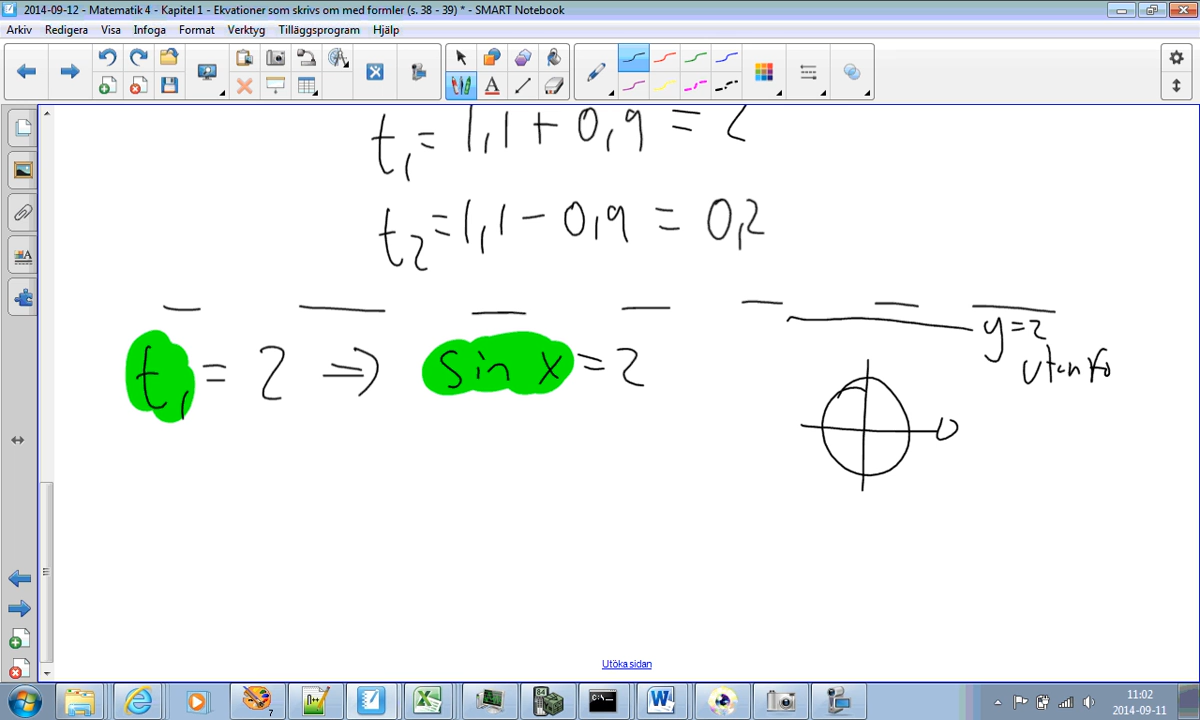 2014-09-12 - Matematik 4 - Kapitel 1 - Ekvationer som skrivs om med formler (s. 38 - 39) * - SMART Notebook
Arkiv Redigera Visa Infoga Format Verktyg Tilläggsprogram Hjälp
t₁ = 1,1 + 0,9 = 2
t₂ = 1,1 - 0,9 = 0,2
y = 2
utanfö
t₁ = 2 ⇒ sin x = 2
Utöka sidan
11:02
2014-09-11